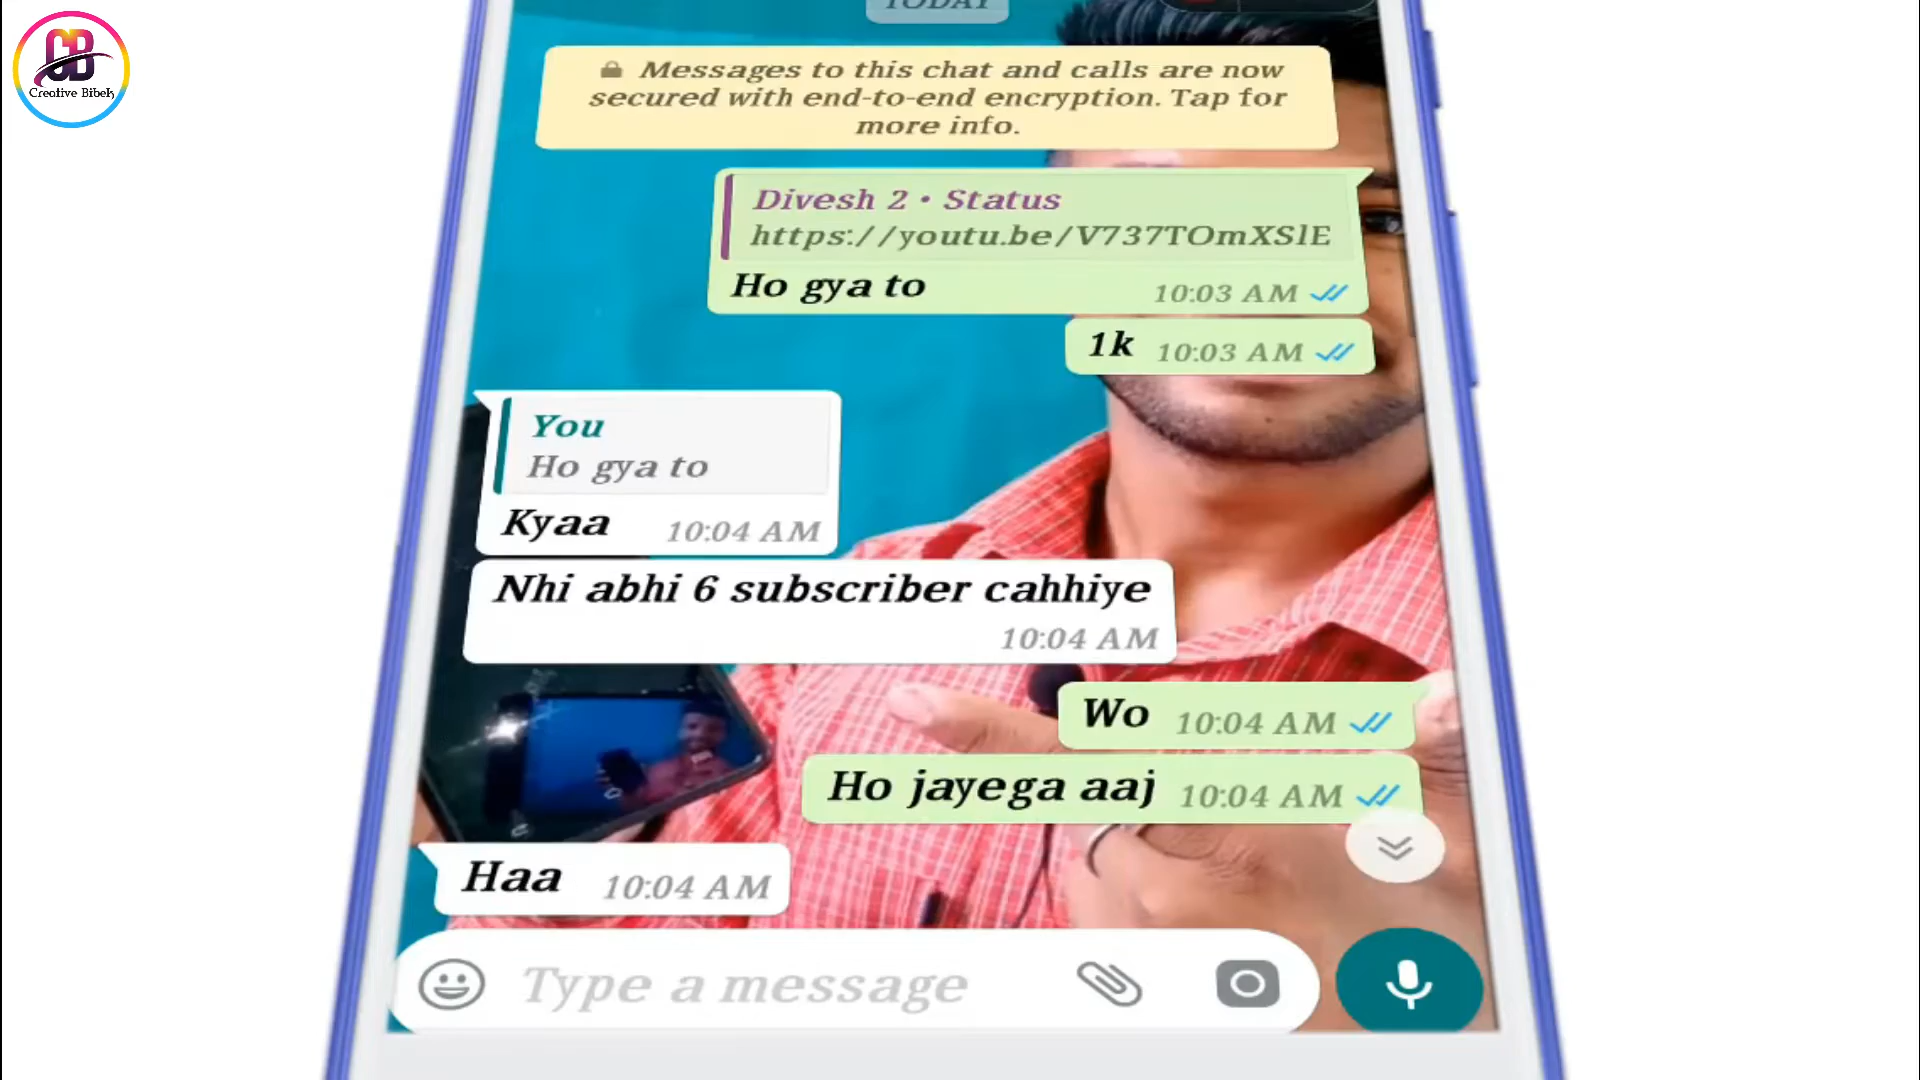 CB
Creative Bibek
TODAY
Messages to this chat and calls are now
secured with end-to-end encryption. Tap for
more info.
Divesh 2 • Status
https://youtu.be/V737TOmXSlE
Ho gya to
10:03 AM
1k 10:03 AM
You
Ho gya to
Kyaa 10:04 AM
Nhi abhi 6 subscriber cahhiye
10:04 AM
Wo 10:04 AM
Ho jayega aaj 10:04 AM
Haa 10:04 AM
Type a message